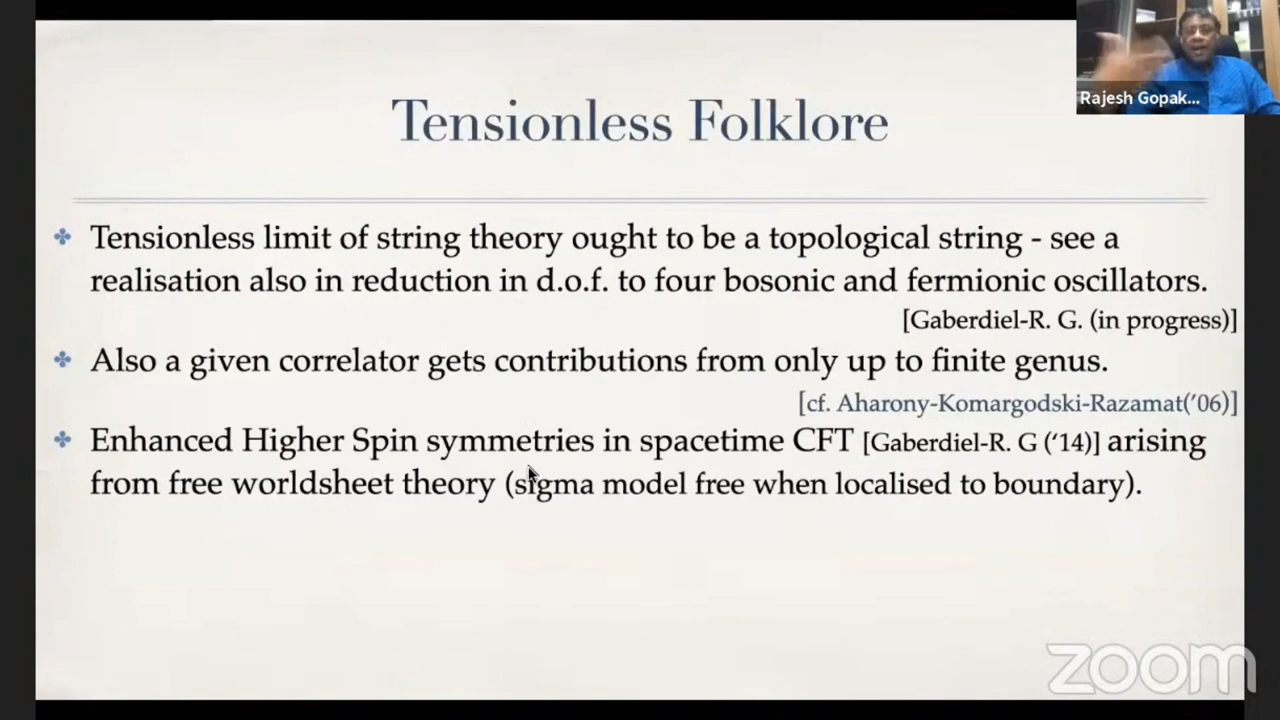 Tensionless Folklore
Rajesh Gopak...
Tensionless limit of string theory ought to be a topological string - see a
realisation also in reduction in d.o.f. to four bosonic and fermionic oscillators.
[Gaberdiel-R. G. (in progress)]
Also a given correlator gets contributions from only up to finite genus.
[cf. Aharony-Komargodski-Razamat('06)]
Enhanced Higher Spin symmetries in spacetime CFT [Gaberdiel-R. G ('14)] arising
from free worldsheet theory (sigma model free when localised to boundary).
zoom